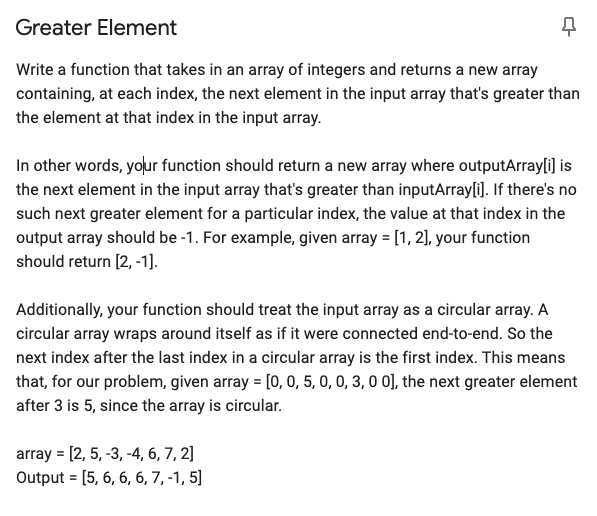 Greater Element
Write a function that takes in an array of integers and returns a new array
containing, at each index, the next element in the input array that's greater than
the element at that index in the input array.
In other words, your function should return a new array where outputArray[i] is
the next element in the input array that's greater than inputArray[i]. If there's no
such next greater element for a particular index, the value at that index in the
output array should be -1. For example, given array = [1, 2], your function
should return [2, -1].
Additionally, your function should treat the input array as a circular array. A
circular array wraps around itself as if it were connected end-to-end. So the
next index after the last index in a circular array is the first index. This means
that, for our problem, given array = [0, 0, 5, 0, 0, 3, 0 0], the next greater element
after 3 is 5, since the array is circular.
array = [2, 5, -3, -4, 6, 7, 2]
Output = [5, 6, 6, 6, 7, -1, 5]